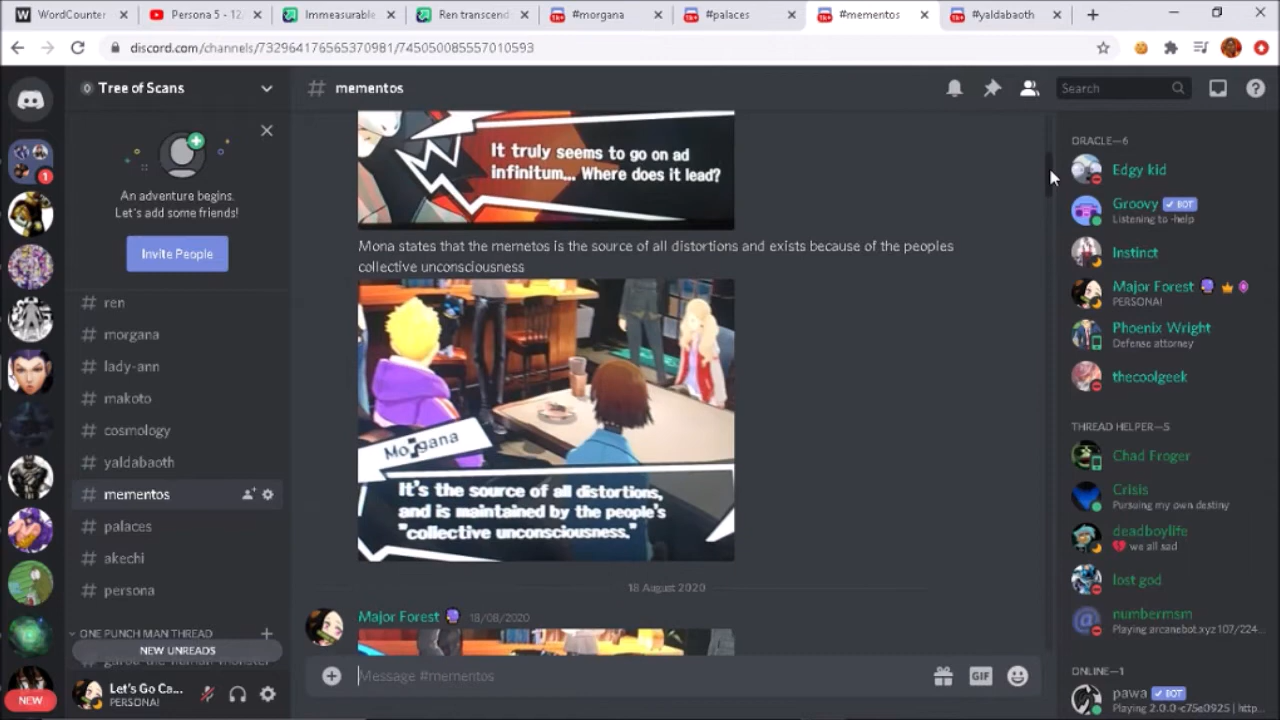 WordCounter
Persona 5 - 12
Immeasurable
Ren transcend
#morgana
#palaces
#mementos
#yaldabaoth
discord.com/channels/732964176565370981/745050085557010593
Tree of Scans
mementos
Search
An adventure begins.
Let's add some friends!
Invite People
ren
morgana
lady-ann
makoto
cosmology
yaldabaoth
mementos
palaces
akechi
persona
ONE PUNCH MAN THREAD
NEW UNREADS
garou-the-human-monster
NEW
Let's Go Ca...
PERSONA!
It truly seems to go on ad
infinitum... Where does it lead?
Mona states that the memetos is the source of all distortions and exists because of the peoples
collective unconsciousness
Morgana
It's the source of all distortions,
and is maintained by the people's
"collective unconsciousness."
18 August 2020
Major Forest 18/08/2020
Message #mementos
GIF
ORACLE—6
Edgy kid
Groovy BOT
Listening to -help
Instinct
Major Forest
PERSONA!
Phoenix Wright
Defense attorney
thecoolgeek
THREAD HELPER—5
Chad Froger
Crisis
Pursuing my own destiny
deadboylife
we all sad
lost god
numbermsm
Playing arcanebot.xyz 107/224...
ONLINE—1
pawa BOT
Playing 2.0.0-c75e0925 | http...